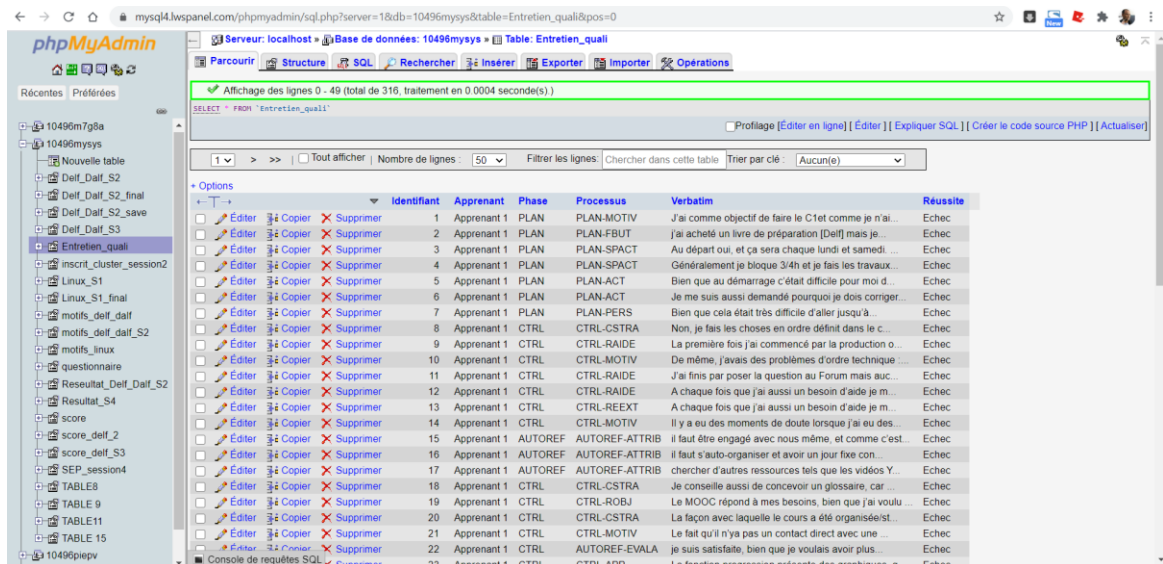 mysql4.lwspanel.com/phpmyadmin/sql.php?server=1&db=10496mysys&table=Entretien_quali&pos=0
New
phpMyAdmin
Récentes Préférées
10496m7g8a
10496mysys
Nouvelle table
Delf_Dalf_S2
Delf_Dalf_S2_final
Delf_Dalf_S2_save
Delf_Dalf_S3
Entretien_quali
inscrit_cluster_session2
Linux_S1
Linux_S1_final
motifs_delf_dalf
motifs_delf_dalf_S2
motifs_linux
questionnaire
Reseultat_Delf_Dalf_S2
Resultat_S4
score
score_delf_2
score_delf_S3
SEP_session4
TABLE8
TABLE 9
TABLE11
TABLE 15
10496piepv
Serveur: localhost » Base de données: 10496mysys » Table: Entretien_quali
Parcourir Structure SQL Rechercher Insérer Exporter Importer Opérations
Affichage des lignes 0 - 49 (total de 316, traitement en 0.0004 seconde(s).)
SELECT * FROM `Entretien_quali`
Profilage [Éditer en ligne] [ Éditer ] [ Expliquer SQL ] [ Créer le code source PHP ] [ Actualiser]
1 > >> | Tout afficher | Nombre de lignes : 50 Filtrer les lignes: Chercher dans cette table Trier par clé : Aucun(e)
+ Options
←T→ Identifiant Apprenant Phase Processus Verbatim Réussite
Éditer Copier Supprimer 1 Apprenant 1 PLAN PLAN-MOTIV J'ai comme objectif de faire le C1et comme je n'ai... Echec
Éditer Copier Supprimer 2 Apprenant 1 PLAN PLAN-FBUT j'ai acheté un livre de préparation [Delf] mais je... Echec
Éditer Copier Supprimer 3 Apprenant 1 PLAN PLAN-SPACT Au départ oui, et ça sera chaque lundi et samedi. ... Echec
Éditer Copier Supprimer 4 Apprenant 1 PLAN PLAN-SPACT Généralement je bloque 3/4h et je fais les travaux... Echec
Éditer Copier Supprimer 5 Apprenant 1 PLAN PLAN-ACT Bien que au démarrage c'était difficile pour moi d... Echec
Éditer Copier Supprimer 6 Apprenant 1 PLAN PLAN-ACT Je me suis aussi demandé pourquoi je dois corriger... Echec
Éditer Copier Supprimer 7 Apprenant 1 PLAN PLAN-PERS Bien que cela était très difficile d'aller jusqu'à... Echec
Éditer Copier Supprimer 8 Apprenant 1 CTRL CTRL-CSTRA Non, je fais les choses en ordre définit dans le c... Echec
Éditer Copier Supprimer 9 Apprenant 1 CTRL CTRL-RAIDE La première fois j'ai commencé par la production o... Echec
Éditer Copier Supprimer 10 Apprenant 1 CTRL CTRL-MOTIV De même, j'avais des problèmes d'ordre technique :... Echec
Éditer Copier Supprimer 11 Apprenant 1 CTRL CTRL-RAIDE J'ai finis par poser la question au Forum mais auc... Echec
Éditer Copier Supprimer 12 Apprenant 1 CTRL CTRL-RAIDE A chaque fois que j'ai aussi un besoin d'aide je m... Echec
Éditer Copier Supprimer 13 Apprenant 1 CTRL CTRL-REEXT A chaque fois que j'ai aussi un besoin d'aide je m... Echec
Éditer Copier Supprimer 14 Apprenant 1 CTRL CTRL-MOTIV Il y a eu des moments de doute lorsque j'ai eu des... Echec
Éditer Copier Supprimer 15 Apprenant 1 AUTOREF AUTOREF-ATTRIB il faut être engagé avec nous même, et comme c'est... Echec
Éditer Copier Supprimer 16 Apprenant 1 AUTOREF AUTOREF-ATTRIB il faut s'auto-organiser et avoir un jour fixe con... Echec
Éditer Copier Supprimer 17 Apprenant 1 AUTOREF AUTOREF-ATTRIB chercher d'autres ressources tels que les vidéos Y... Echec
Éditer Copier Supprimer 18 Apprenant 1 CTRL CTRL-CSTRA Je conseille aussi de concevoir un glossaire, car ... Echec
Éditer Copier Supprimer 19 Apprenant 1 CTRL CTRL-ROBJ Le MOOC répond à mes besoins, bien que j'ai voulu ... Echec
Éditer Copier Supprimer 20 Apprenant 1 CTRL CTRL-CSTRA La façon avec laquelle le cours a été organisée/st... Echec
Éditer Copier Supprimer 21 Apprenant 1 CTRL CTRL-MOTIV Le fait qu'il n'ya pas un contact direct avec une ... Echec
Éditer Copier Supprimer 22 Apprenant 1 CTRL AUTOREF-EVALA je suis satisfaite, bien que je voulais avoir plus... Echec
Console de requêtes SQL